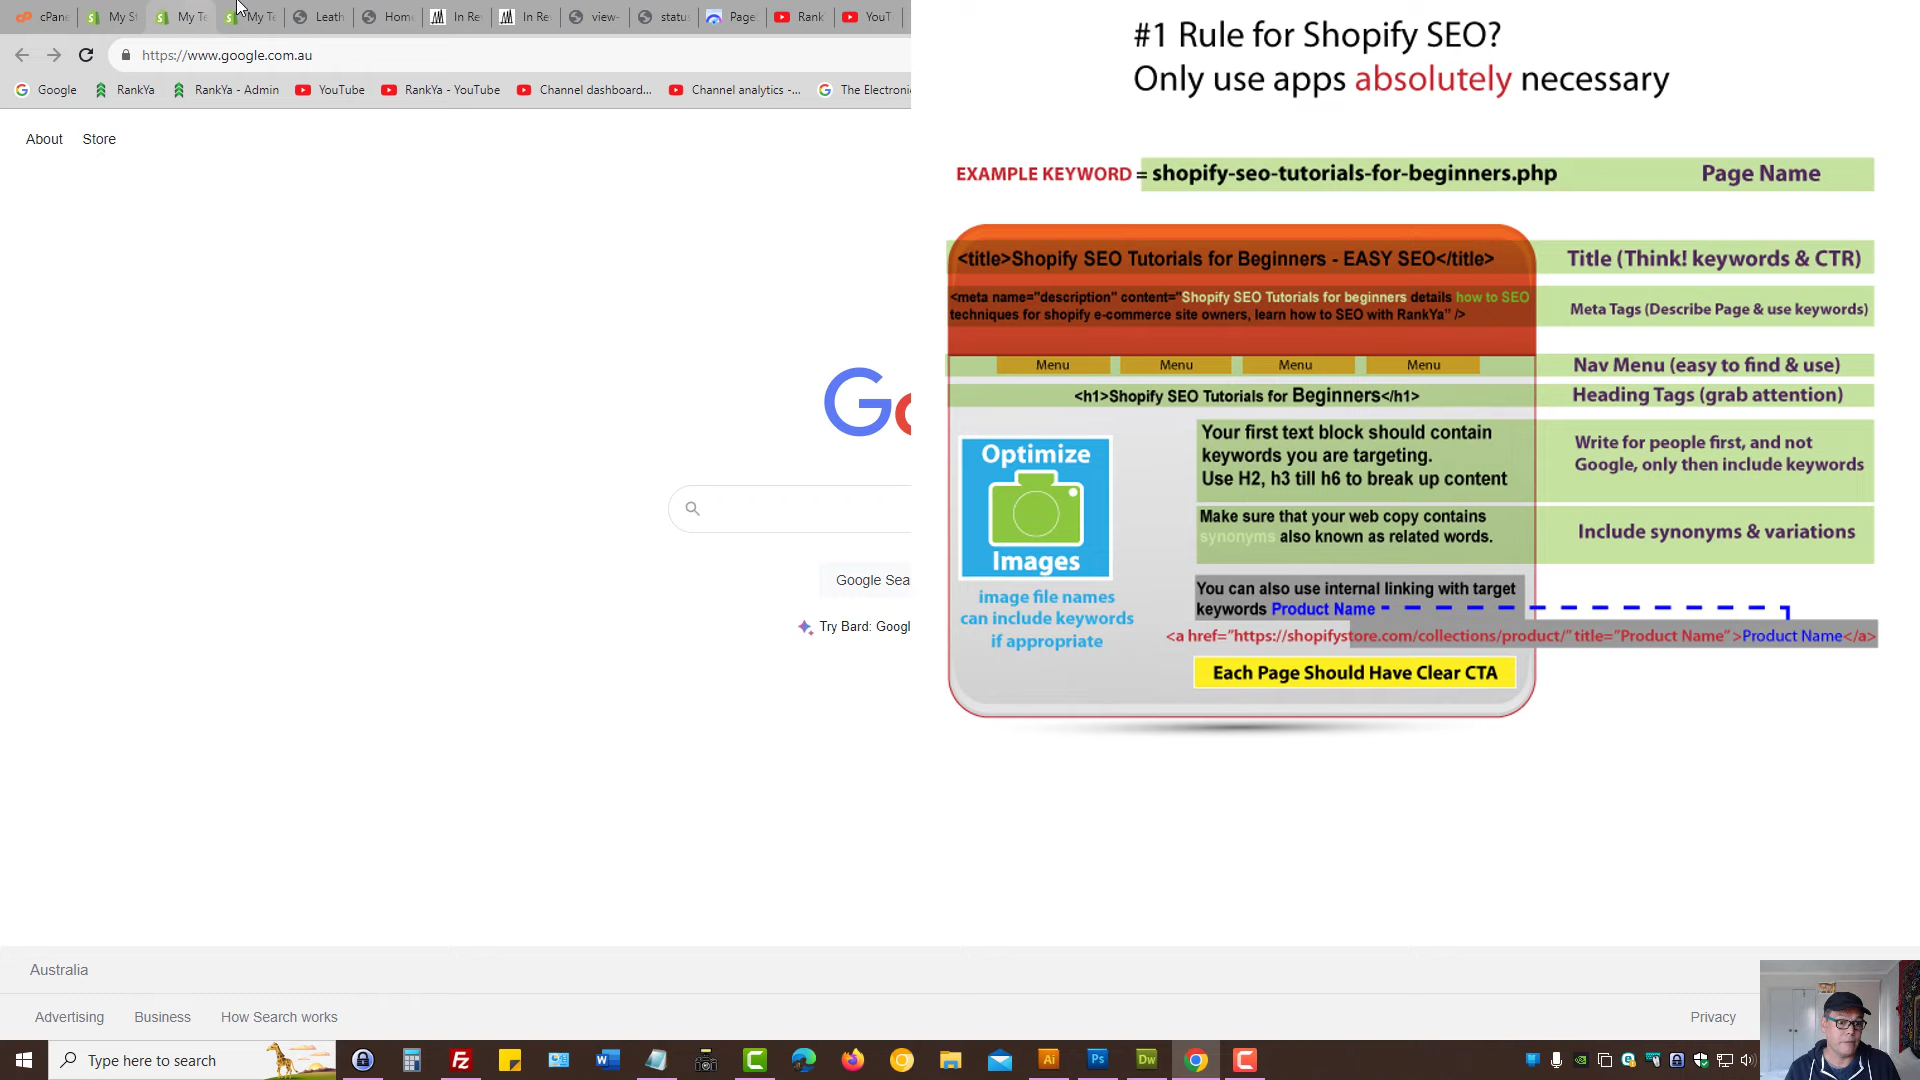 cPane
My St
My Te
My Te
Leath
Home
In Re
In Re
view-
status
Page
Rank
YouT
https://www.google.com.au
Google
RankYa
RankYa - Admin
YouTube
RankYa - YouTube
Channel dashboard...
Channel analytics -...
The Electroni
About
Store
Go
Google Sea
Try Bard: Googl
Australia
Advertising
Business
How Search works
Privacy
#1 Rule for Shopify SEO?
Only use apps absolutely necessary
EXAMPLE KEYWORD = shopify-seo-tutorials-for-beginners.php
Page Name
<title>Shopify SEO Tutorials for Beginners - EASY SEO</title>
Title (Think! keywords & CTR)
<meta name="description" content="Shopify SEO Tutorials for beginners details how to SEO
techniques for shopify e-commerce site owners, learn how to SEO with RankYa" />
Meta Tags (Describe Page & use keywords)
Menu
Menu
Menu
Menu
Nav Menu (easy to find & use)
<h1>Shopify SEO Tutorials for Beginners</h1>
Heading Tags (grab attention)
Optimize
Images
image file names
can include keywords
if appropriate
Your first text block should contain
keywords you are targeting.
Use H2, h3 till h6 to break up content
Write for people first, and not
Google, only then include keywords
Make sure that your web copy contains
synonyms also known as related words.
Include synonyms & variations
You can also use internal linking with target
keywords Product Name
<a href="https://shopifystore.com/collections/product/" title="Product Name" >Product Name</a>
Each Page Should Have Clear CTA
Type here to search